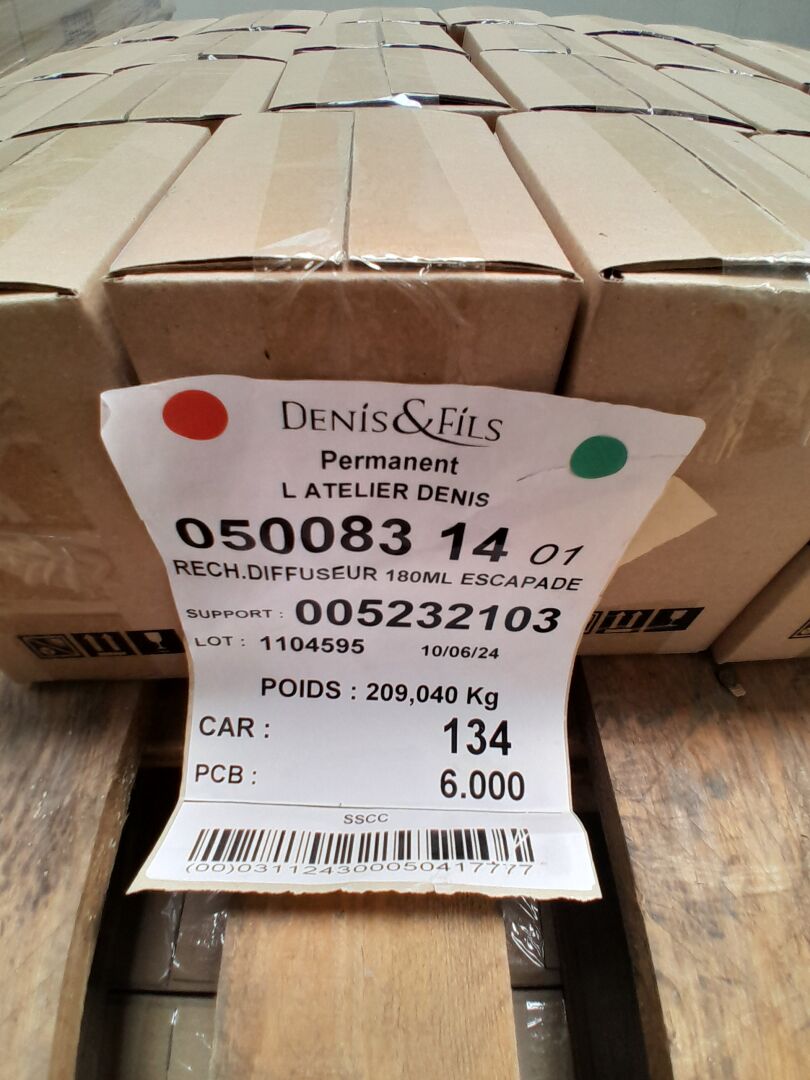 DENIS&FILS
Permanent
L ATELIER DENIS
050083 14 01
RECH.DIFFUSEUR 180ML ESCAPADE
SUPPORT : 005232103
LOT : 1104595 10/06/24
POIDS : 209,040 Kg
CAR : 134
PCB : 6.000
SSCC
(00)031124300050417777